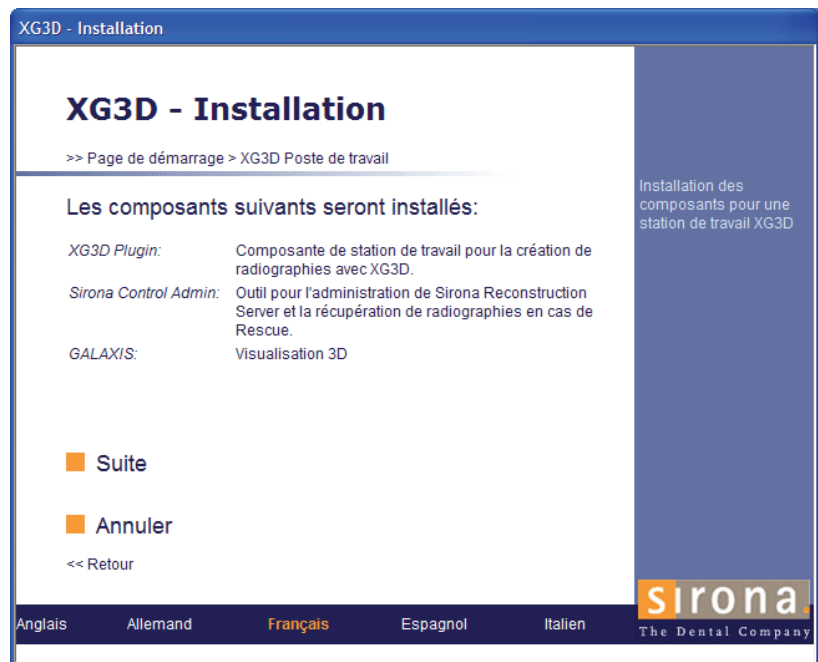 XG3D - Installation
XG3D - Installation
>> Page de démarrage > XG3D Poste de travail
Les composants suivants seront installés:
XG3D Plugin: Composante de station de travail pour la création de
radiographies avec XG3D.
Sirona Control Admin: Outil pour l'administration de Sirona Reconstruction
Server et la récupération de radiographies en cas de
Rescue.
GALAXIS: Visualisation 3D
Suite
Annuler
<< Retour
Installation des
composants pour une
station de travail XG3D
Anglais Allemand Français Espagnol Italien
sirona.
The Dental Company